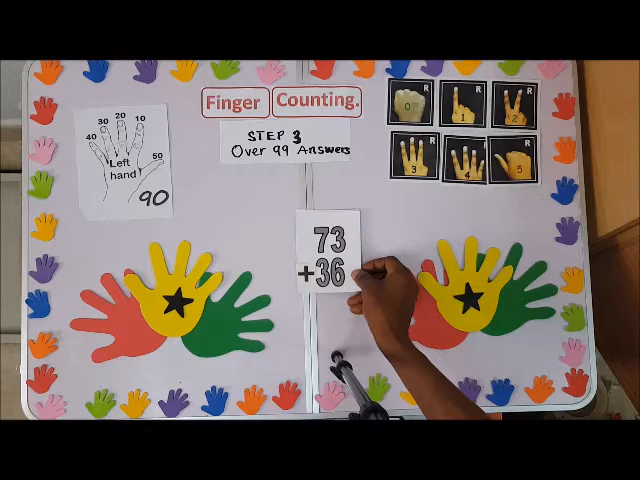 Finger Counting.
STEP 3
Over 99 Answers
40 30 20 10
50
Left
hand
90
R R R
0 1 2
R R R
3 4 5
73
+36